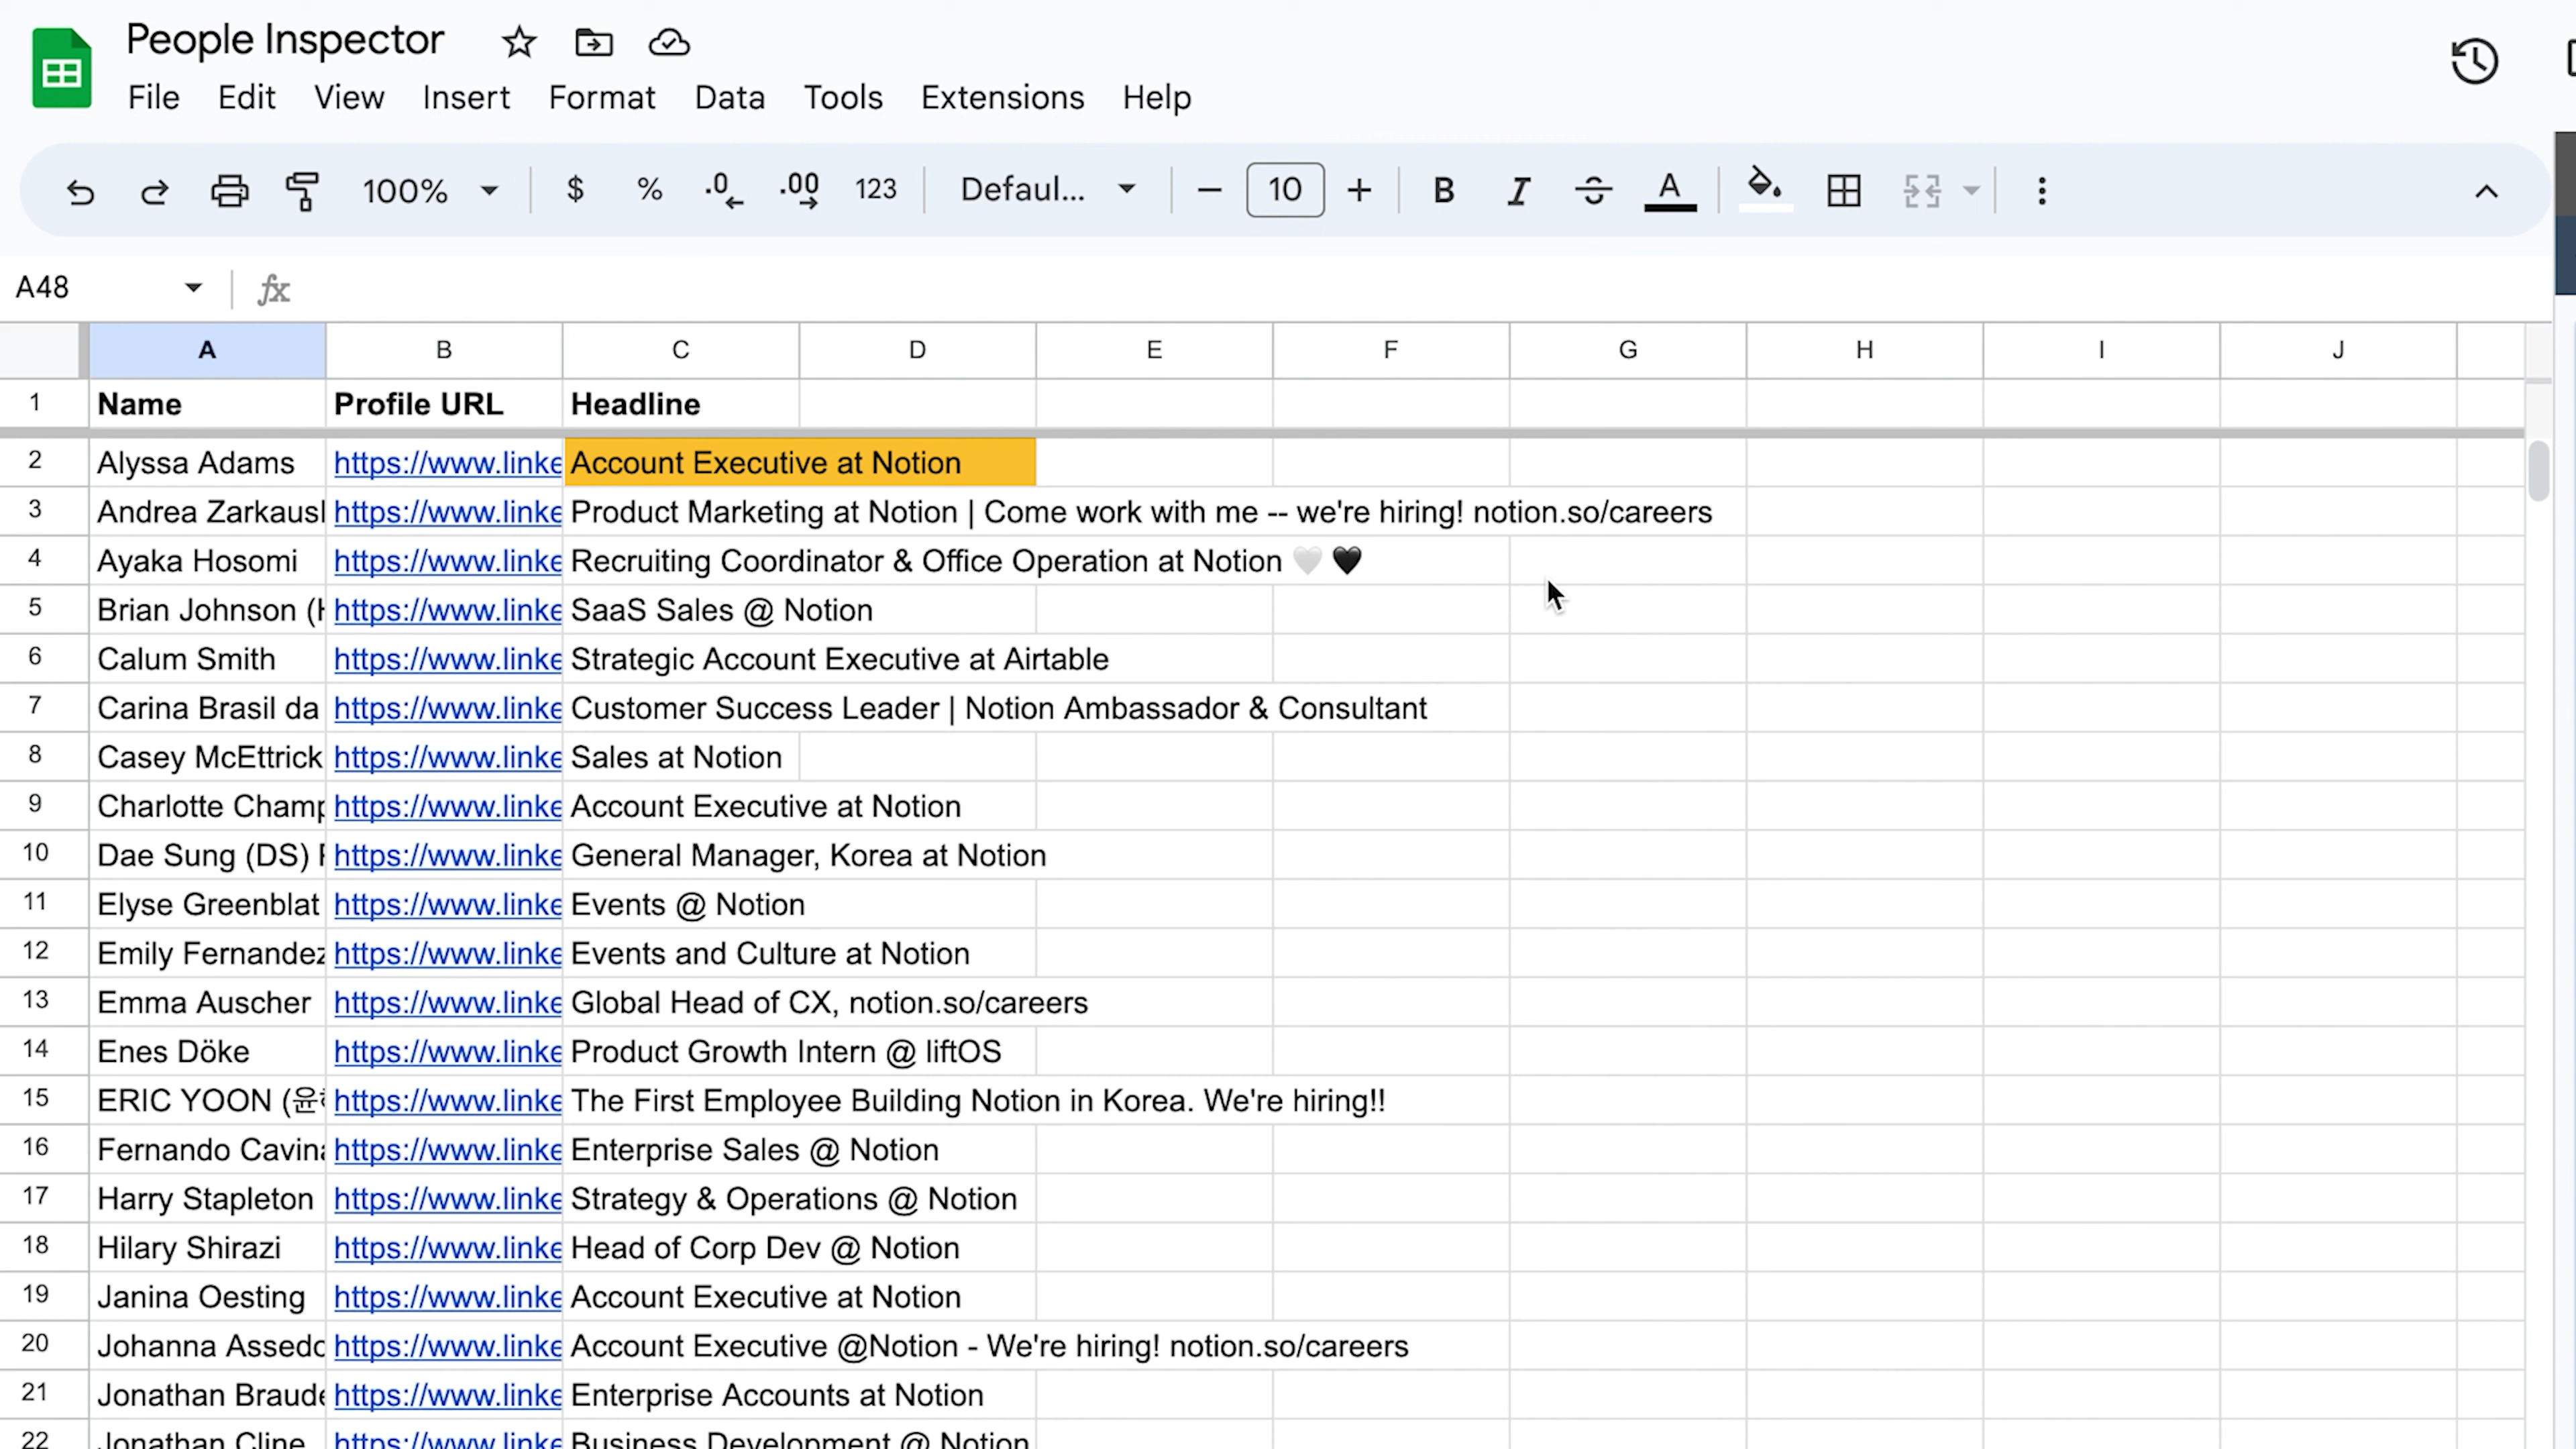 People Inspector
File Edit View Insert Format Data Tools Extensions Help
100% $ % .0 .00 123 Defaul... 10 B I S A
A48 fx
A B C D E F G H I J
1 Name Profile URL Headline
2 Alyssa Adams https://www.linke Account Executive at Notion
3 Andrea Zarkausl https://www.linke Product Marketing at Notion | Come work with me -- we're hiring! notion.so/careers
4 Ayaka Hosomi https://www.linke Recruiting Coordinator & Office Operation at Notion 🤍 🖤
5 Brian Johnson ( https://www.linke SaaS Sales @ Notion
6 Calum Smith https://www.linke Strategic Account Executive at Airtable
7 Carina Brasil da https://www.linke Customer Success Leader | Notion Ambassador & Consultant
8 Casey McEttrick https://www.linke Sales at Notion
9 Charlotte Champ https://www.linke Account Executive at Notion
10 Dae Sung (DS) https://www.linke General Manager, Korea at Notion
11 Elyse Greenblat https://www.linke Events @ Notion
12 Emily Fernandez https://www.linke Events and Culture at Notion
13 Emma Auscher https://www.linke Global Head of CX, notion.so/careers
14 Enes Döke https://www.linke Product Growth Intern @ liftOS
15 ERIC YOON (윤 https://www.linke The First Employee Building Notion in Korea. We're hiring!!
16 Fernando Cavina https://www.linke Enterprise Sales @ Notion
17 Harry Stapleton https://www.linke Strategy & Operations @ Notion
18 Hilary Shirazi https://www.linke Head of Corp Dev @ Notion
19 Janina Oesting https://www.linke Account Executive at Notion
20 Johanna Assedo https://www.linke Account Executive @Notion - We're hiring! notion.so/careers
21 Jonathan Braude https://www.linke Enterprise Accounts at Notion
22 Jonathan Cline https://www.linke Business Development @ Notion